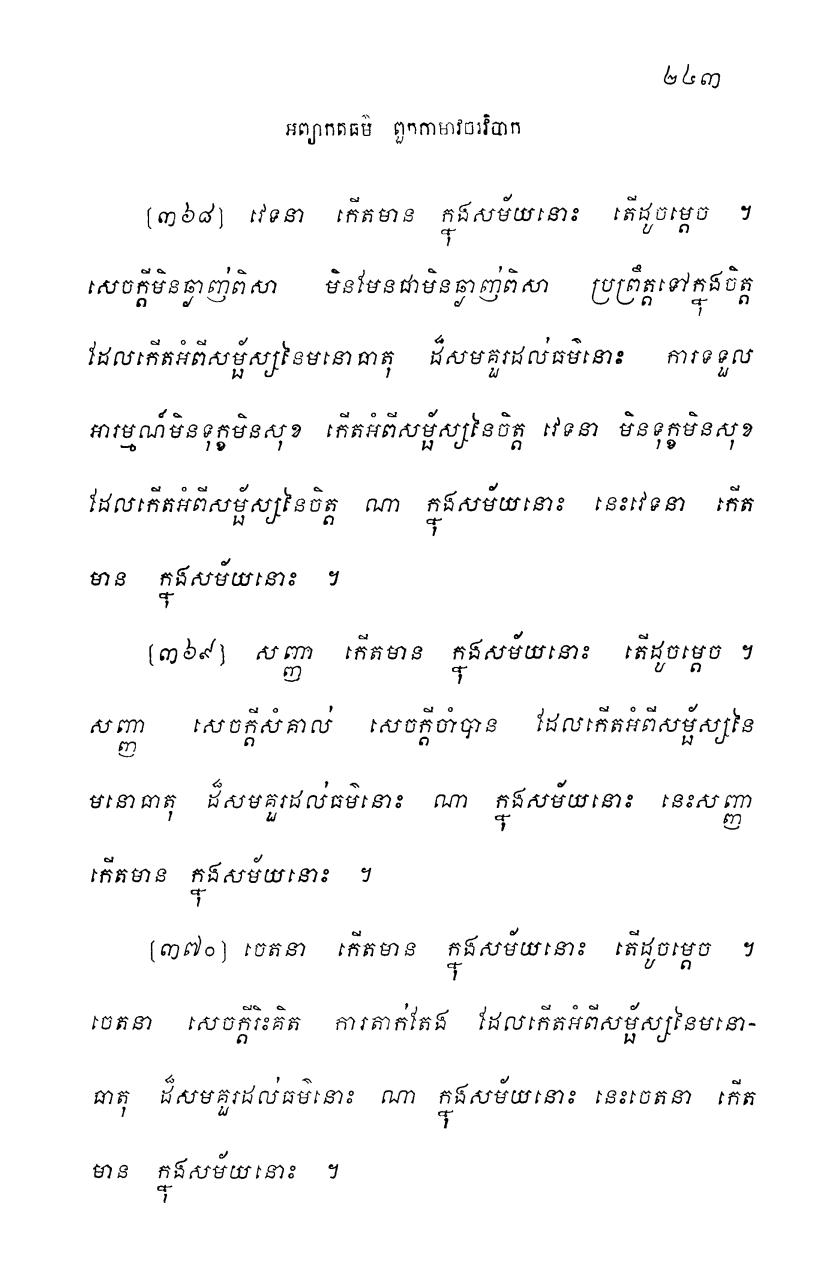 ២៤៣
អព្យាកតធម៌ ពួកកាមាវចរវិបាក
(៣៦៨) វេទនា កើតមាន ក្នុងសម័យនោះ តើដូចម្តេច ។
សេចក្តីមិនឆ្ងាញ់ពិសា មិនមែនជាមិនឆ្ងាញ់ពិសា ប្រព្រឹត្តទៅក្នុងចិត្ត
ដែលកើតអំពីសម្ផ័ស្សនៃមនោធាតុ ដ៏សមគួរដល់ធម៌នោះ ការទទួល
អារម្មណ៍មិនទុក្ខមិនសុខ កើតអំពីសម្ផ័ស្សនៃចិត្ត វេទនា មិនទុក្ខមិនសុខ
ដែលកើតអំពីសម្ផ័ស្សនៃចិត្ត ណា ក្នុងសម័យនោះ នេះវេទនា កើត
មាន ក្នុងសម័យនោះ ។
(៣៦៩) សញ្ញា កើតមាន ក្នុងសម័យនោះ តើដូចម្តេច ។
សញ្ញា សេចក្តីសំគាល់ សេចក្តីចាំបាន ដែលកើតអំពីសម្ផ័ស្សនៃ
មនោធាតុ ដ៏សមគួរដល់ធម៌នោះ ណា ក្នុងសម័យនោះ នេះសញ្ញា
កើតមាន ក្នុងសម័យនោះ ។
(៣៧០) ចេតនា កើតមាន ក្នុងសម័យនោះ តើដូចម្តេច ។
ចេតនា សេចក្តីរិះគិត ការតាក់តែង ដែលកើតអំពីសម្ផ័ស្សនៃមនោ-
ធាតុ ដ៏សមគួរដល់ធម៌នោះ ណា ក្នុងសម័យនោះ នេះចេតនា កើត
មាន ក្នុងសម័យនោះ ។